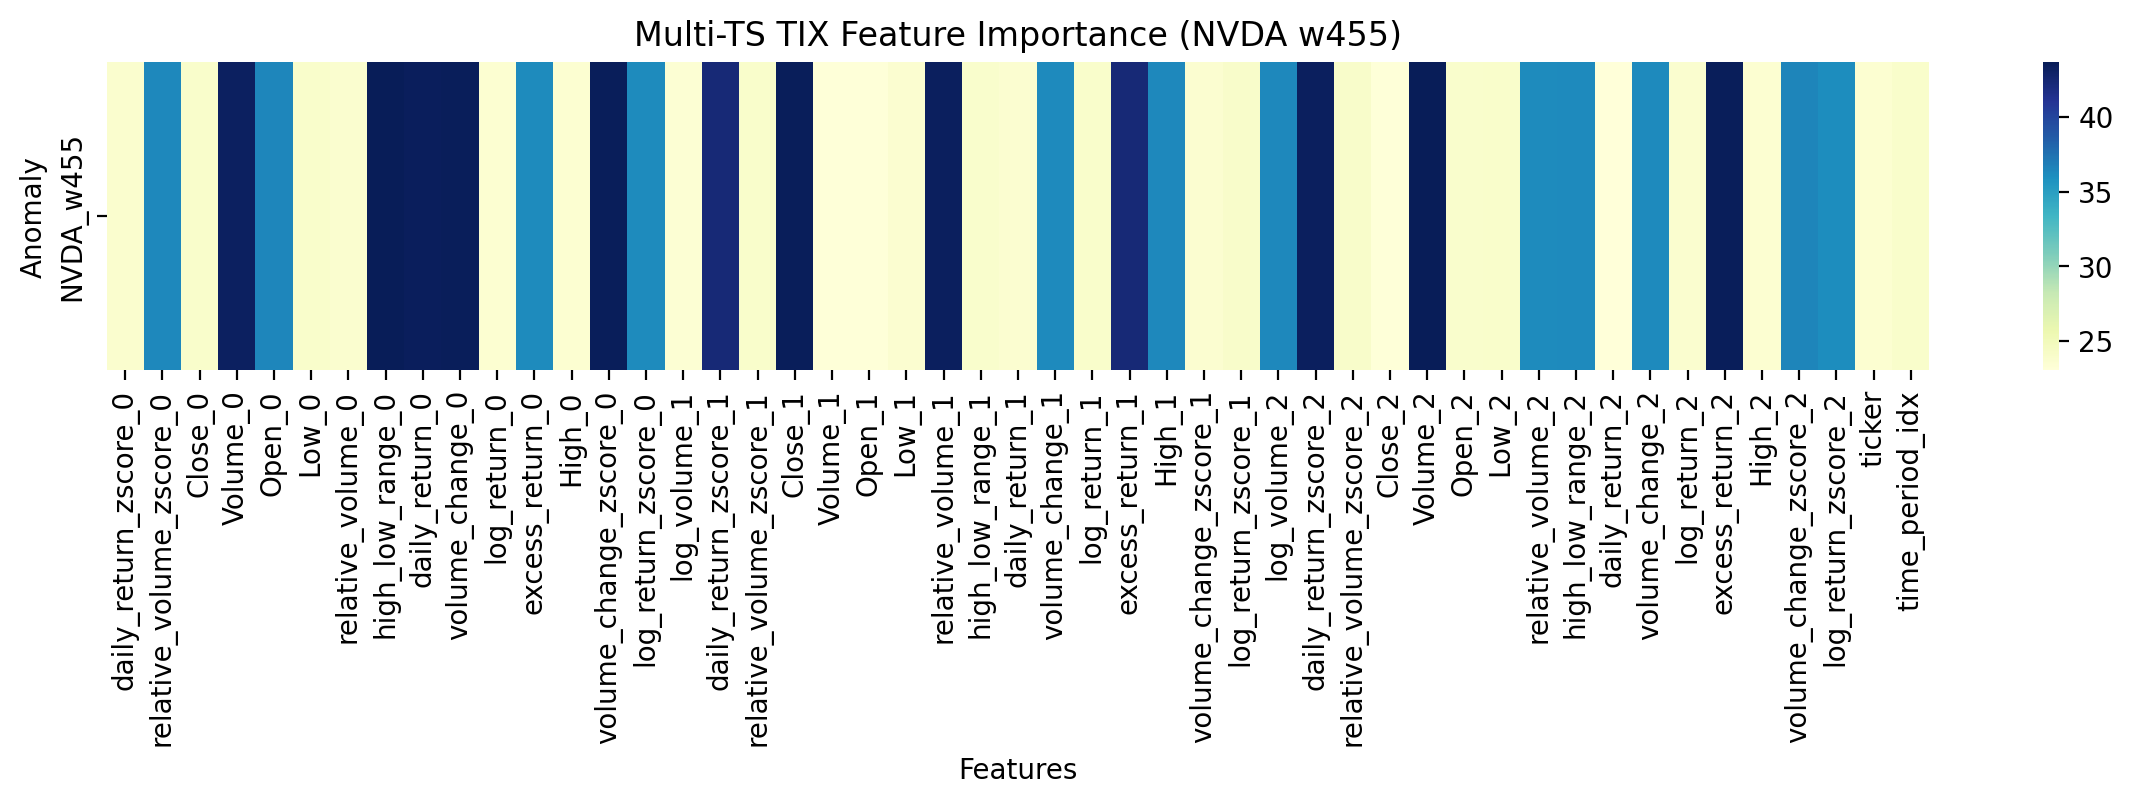 Multi-TS TIX Feature Importance (NVDA w455)
Anomaly
NVDA_w455
40
35
30
25
daily_return_zscore_0
relative_volume_zscore_0
Close_0
Volume_0
Open_0
Low_0
relative_volume_0
high_low_range_0
daily_return_0
volume_change_0
log_return_0
excess_return_0
High_0
volume_change_zscore_0
log_return_zscore_0
log_volume_1
daily_return_zscore_1
relative_volume_zscore_1
Close_1
Volume_1
Open_1
Low_1
relative_volume_1
high_low_range_1
daily_return_1
volume_change_1
log_return_1
excess_return_1
High_1
volume_change_zscore_1
log_return_zscore_1
log_volume_2
daily_return_zscore_2
relative_volume_zscore_2
Close_2
Volume_2
Open_2
Low_2
relative_volume_2
high_low_range_2
daily_return_2
volume_change_2
log_return_2
excess_return_2
High_2
volume_change_zscore_2
log_return_zscore_2
ticker
time_period_idx
Features